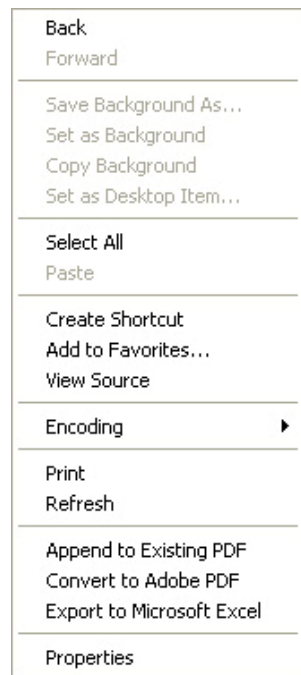 Back
Forward
Save Background As...
Set as Background
Copy Background
Set as Desktop Item...
Select All
Paste
Create Shortcut
Add to Favorites...
View Source
Encoding
Print
Refresh
Append to Existing PDF
Convert to Adobe PDF
Export to Microsoft Excel
Properties